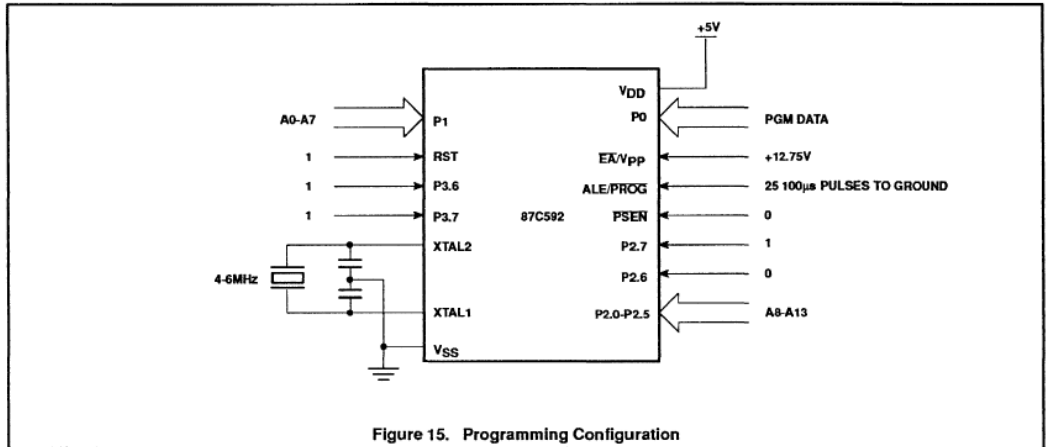 +5V
VDD
A0-A7
P1
P0
PGM DATA
1
RST
EA/VPP
+12.75V
1
P3.6
ALE/PROG
25 100μs PULSES TO GROUND
1
P3.7
87C592
PSEN
0
XTAL2
P2.7
1
4-6MHz
P2.6
0
XTAL1
P2.0-P2.5
A8-A13
VSS
Figure 15. Programming Configuration